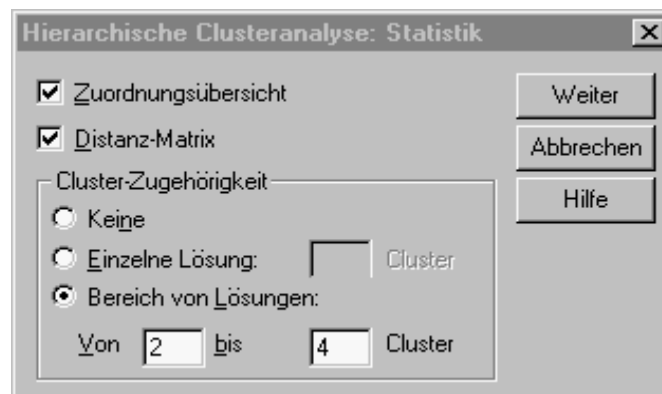 Hierarchische Clusteranalyse: Statistik
Zuordnungsübersicht
Distanz-Matrix
Cluster-Zugehörigkeit
Keine
Einzelne Lösung: Cluster
Bereich von Lösungen:
Von 2 bis 4 Cluster
Weiter
Abbrechen
Hilfe